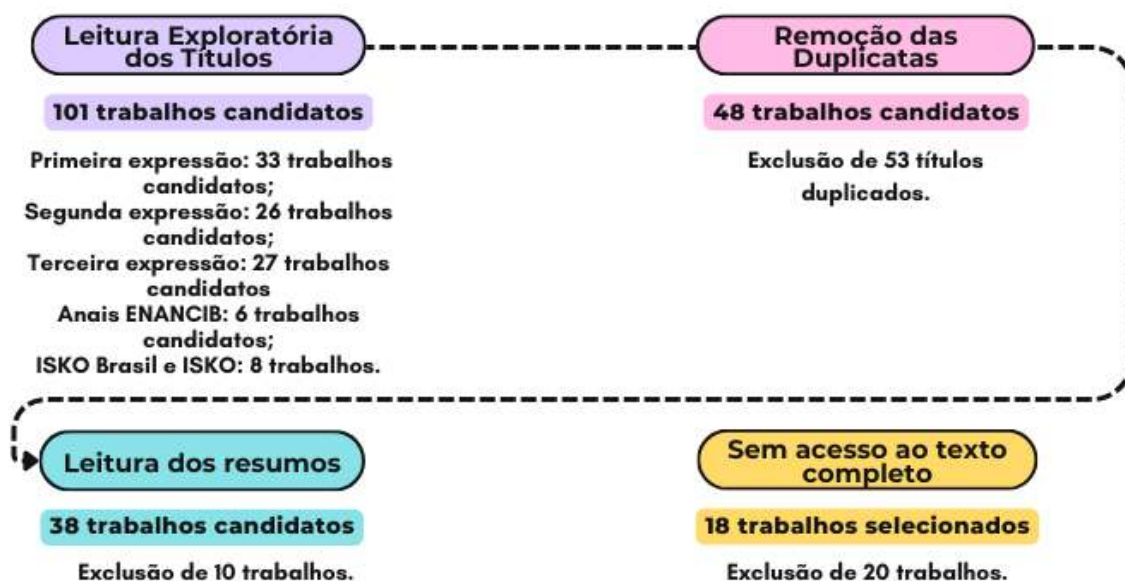 Leitura Exploratória
dos Títulos
101 trabalhos candidatos
Primeira expressão: 33 trabalhos
candidatos;
Segunda expressão: 26 trabalhos
candidatos;
Terceira expressão: 27 trabalhos
candidatos
Anais ENANCIB: 6 trabalhos
candidatos;
ISKO Brasil e ISKO: 8 trabalhos.
Remoção das
Duplicatas
48 trabalhos candidatos
Exclusão de 53 títulos
duplicados.
Leitura dos resumos
38 trabalhos candidatos
Exclusão de 10 trabalhos.
Sem acesso ao texto
completo
18 trabalhos selecionados
Exclusão de 20 trabalhos.